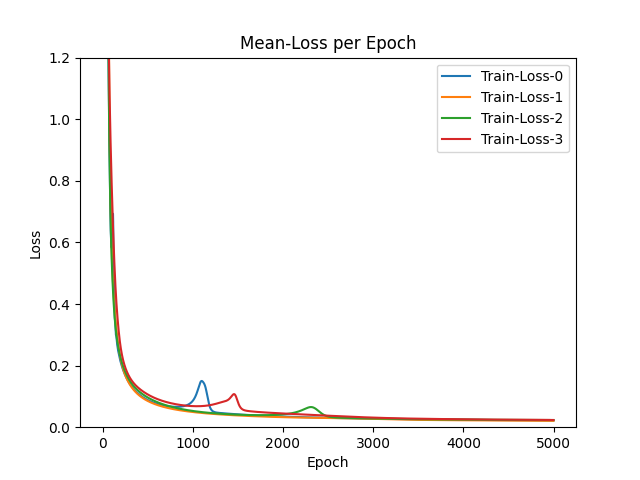 Mean-Loss per Epoch
Train-Loss-0
Train-Loss-1
Train-Loss-2
Train-Loss-3
Loss
1.2
1.0
0.8
0.6
0.4
0.2
0.0
0 1000 2000 3000 4000 5000
Epoch